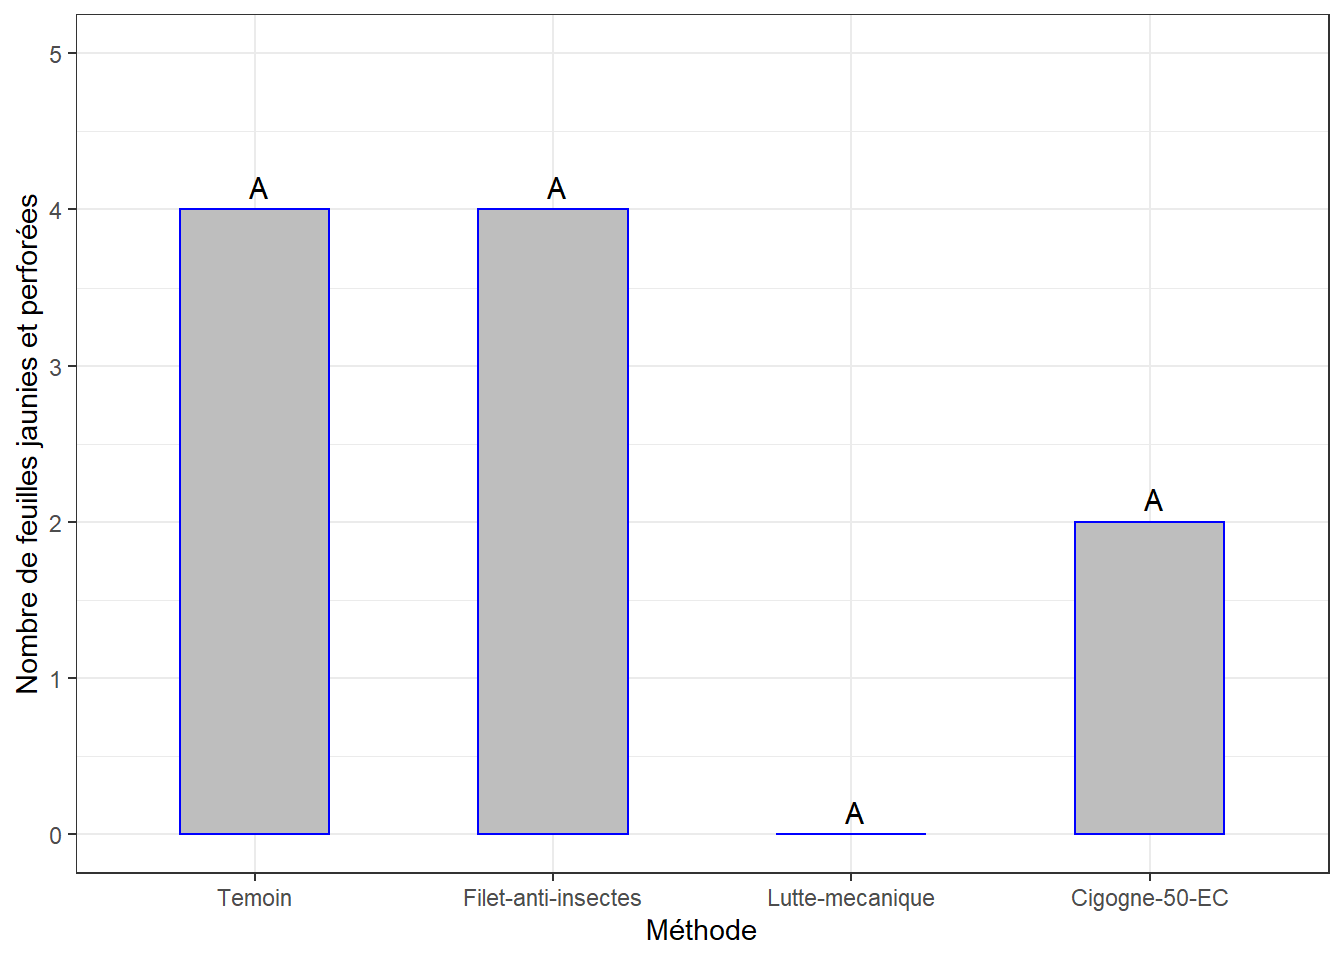 Nombre de feuilles jaunies et perforées
5
4
3
2
1
0
A
A
A
A
Temoin
Filet-anti-insectes
Lutte-mecanique
Cigogne-50-EC
Méthode